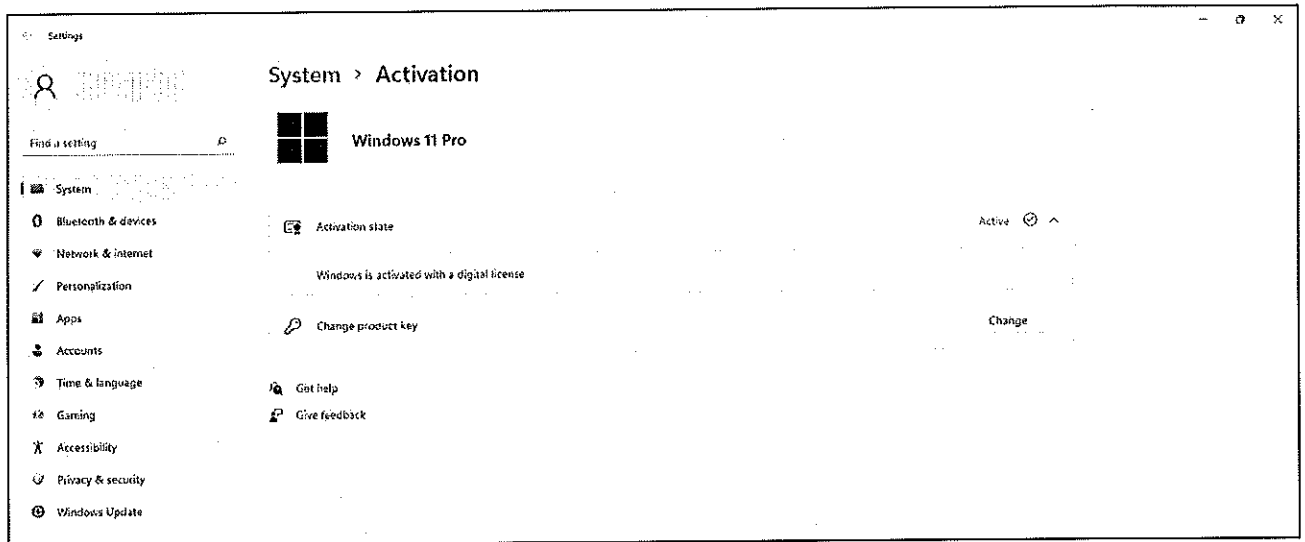 Settings
System > Activation
Find a setting
Windows 11 Pro
System
Bluetooth & devices
Network & internet
Personalization
Apps
Accounts
Time & language
Gaming
Accessibility
Privacy & security
Windows Update
Activation state
Active
Windows is activated with a digital license
Change product key
Change
Get help
Give feedback